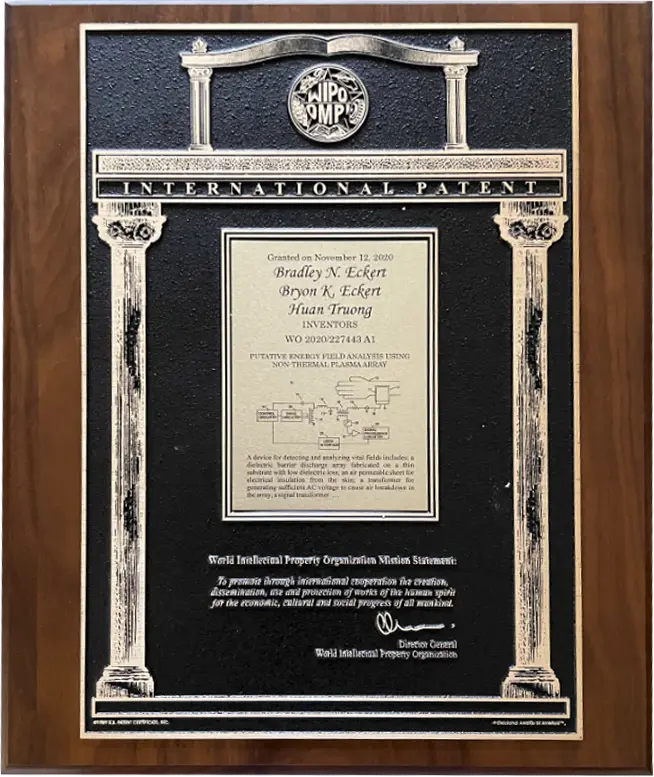 WIPO
OMPI
INTERNATIONAL PATENT
Granted on November 12, 2020
Bradley N. Eckert
Bryon K. Eckert
Huan Truong
INVENTORS
WO 2020/227443 A1
PUTATIVE ENERGY FIELD ANALYSIS USING
NON-THERMAL PLASMA ARRAY
A device for detecting and analyzing vital fields includes: a
dielectric barrier discharge array fabricated on a thin
substrate with low dielectric loss; an air permeable sheet for
electrical insulation from the skin; a transformer for
generating sufficient AC voltage to cause air breakdown in
the array; a signal transformer ...
World Intellectual Property Organization Mission Statement:
To promote through international cooperation the creation,
dissemination, use and protection of works of the human spirit
for the economic, cultural and social progress of all mankind.
Director General
World Intellectual Property Organization